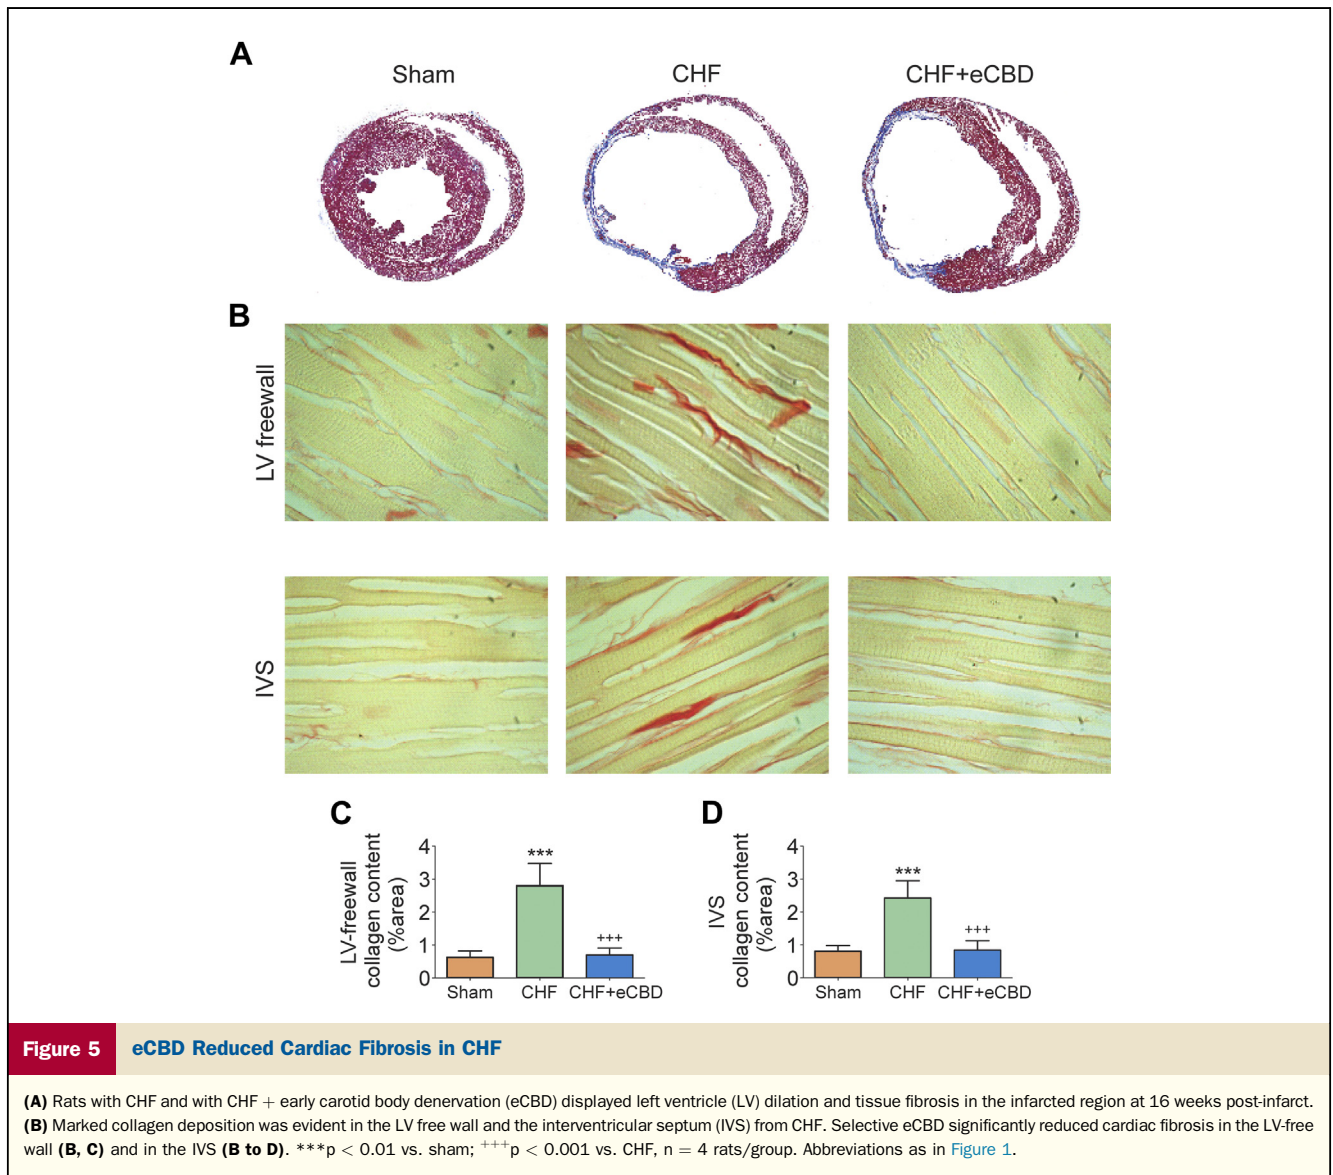 A
Sham
CHF
CHF+eCBD
B
LV freewall
IVS
C
LV-freewall
collagen content
(%area)
4
3
2
1
0
***
+++
Sham
CHF
CHF+eCBD
D
IVS
collagen content
(%area)
4
3
2
1
0
***
+++
Sham
CHF
CHF+eCBD
Figure 5 eCBD Reduced Cardiac Fibrosis in CHF
(A) Rats with CHF and with CHF + early carotid body denervation (eCBD) displayed left ventricle (LV) dilation and tissue fibrosis in the infarcted region at 16 weeks post-infarct.
(B) Marked collagen deposition was evident in the LV free wall and the interventricular septum (IVS) from CHF. Selective eCBD significantly reduced cardiac fibrosis in the LV-free
wall (B, C) and in the IVS (B to D). ***p < 0.01 vs. sham; +++p < 0.001 vs. CHF, n = 4 rats/group. Abbreviations as in Figure 1.